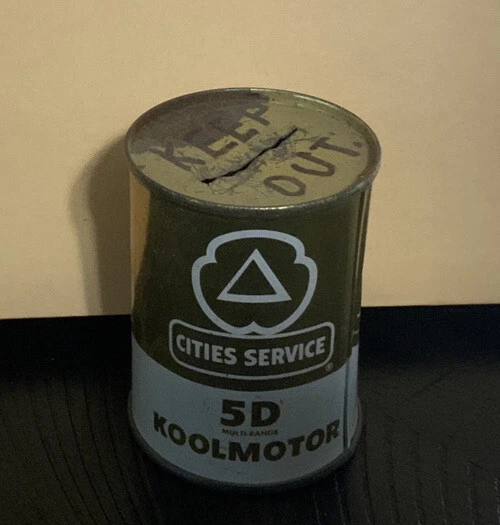 KEEP
OUT.
CITIES SERVICE
®
5D
MULTI-RANGE
KOOLMOTOR